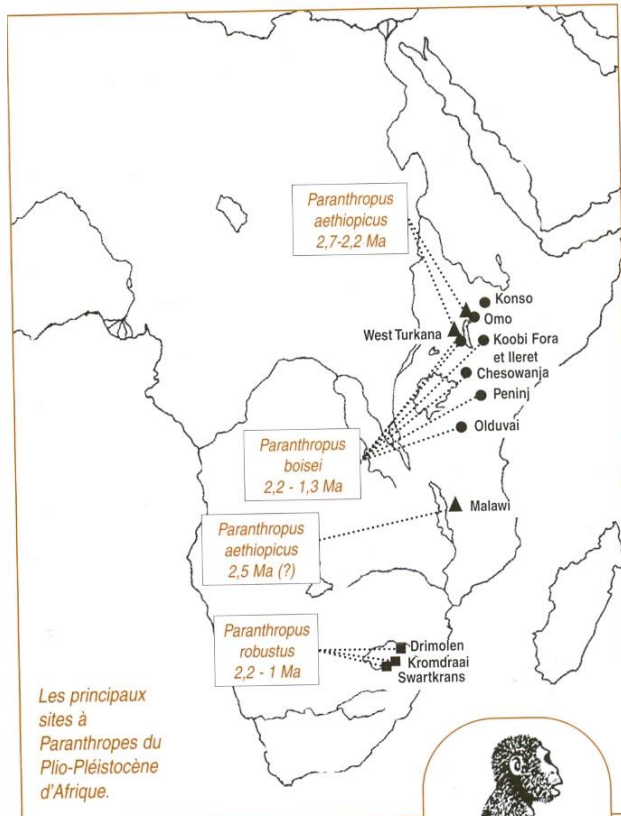 Paranthropus
aethiopicus
2,7-2,2 Ma
Konso
Omo
West Turkana
Koobi Fora
et Ileret
Chesowanja
Peninj
Olduvai
Paranthropus
boisei
2,2 - 1,3 Ma
Malawi
Paranthropus
aethiopicus
2,5 Ma (?)
Paranthropus
robustus
2,2 - 1 Ma
Drimolen
Kromdraai
Swartkrans
Les principaux
sites à
Paranthropes du
Plio-Pléistocène
d'Afrique.